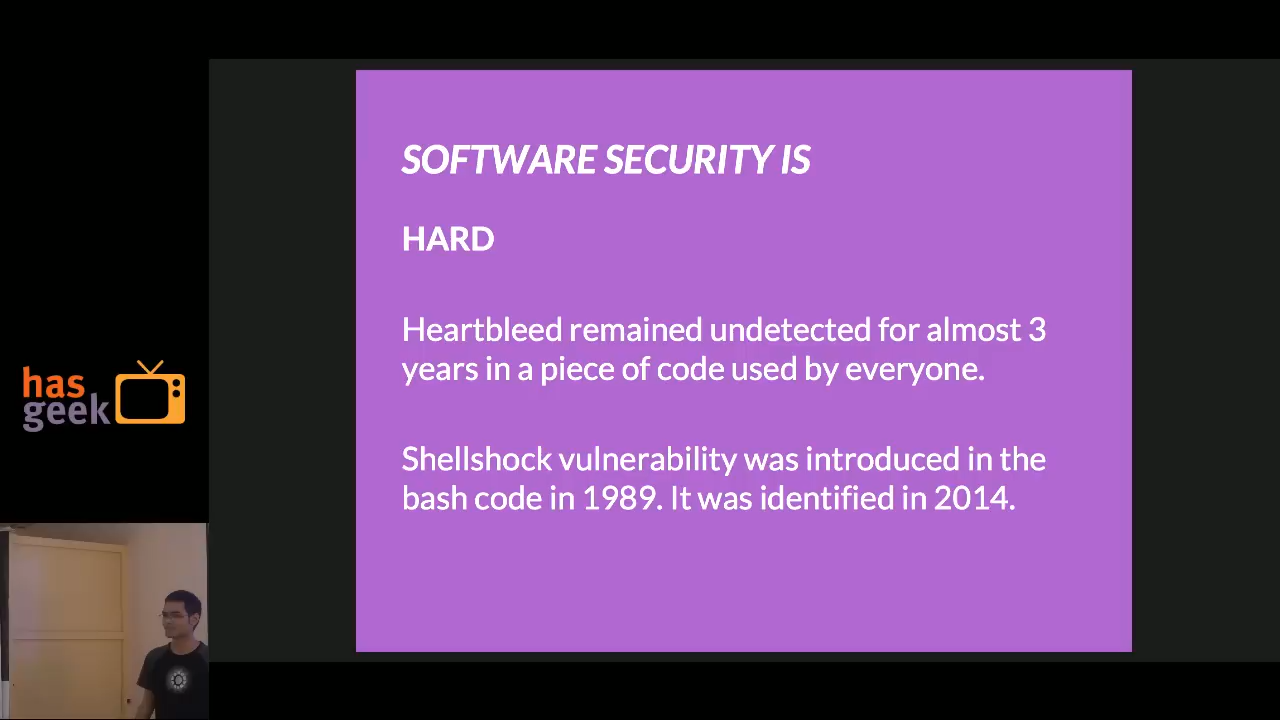 SOFTWARE SECURITY IS
HARD
Heartbleed remained undetected for almost 3
years in a piece of code used by everyone.
Shellshock vulnerability was introduced in the
bash code in 1989. It was identified in 2014.
has
geek